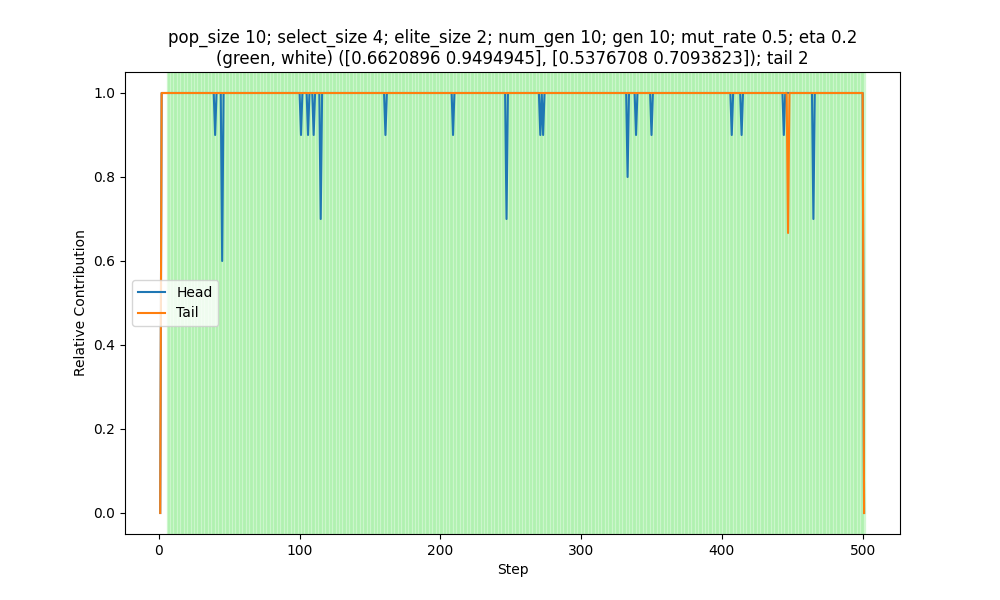 pop_size 10; select_size 4; elite_size 2; num_gen 10; gen 10; mut_rate 0.5; eta 0.2
(green, white) ([0.6620896 0.9494945], [0.5376708 0.7093823]); tail 2
1.0
0.8
0.6
0.4
0.2
0.0
Relative Contribution
Head
Tail
0
100
200
300
400
500
Step